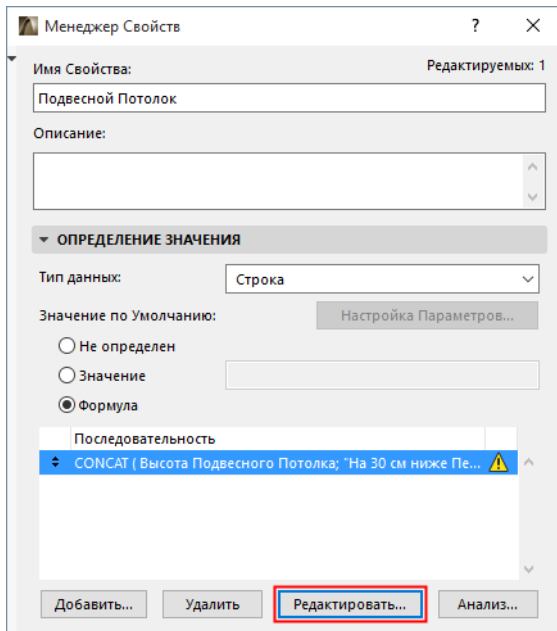 Менеджер Свойств
Имя Свойства: Редактируемых: 1
Подвесной Потолок
Описание:
ОПРЕДЕЛЕНИЕ ЗНАЧЕНИЯ
Тип данных: Строка
Значение по Умолчанию: Настройка Параметров...
Не определен
Значение
Формула
Последовательность
CONCAT ( Высота Подвесного Потолка; "На 30 см ниже Пе...
Добавить... Удалить Редактировать... Анализ...